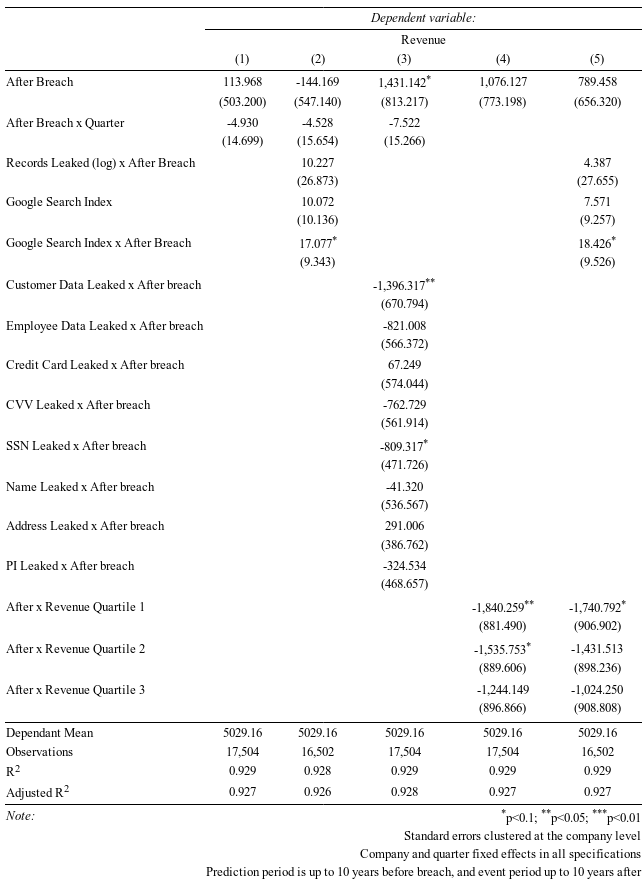 Dependent variable:
Revenue
(1) (2) (3) (4) (5)
After Breach 113.968 -144.169 1,431.142* 1,076.127 789.458
(503.200) (547.140) (813.217) (773.198) (656.320)
After Breach x Quarter -4.930 -4.528 -7.522
(14.699) (15.654) (15.266)
Records Leaked (log) x After Breach 10.227 4.387
(26.873) (27.655)
Google Search Index 10.072 7.571
(10.136) (9.257)
Google Search Index x After Breach 17.077* 18.426*
(9.343) (9.526)
Customer Data Leaked x After breach -1,396.317**
(670.794)
Employee Data Leaked x After breach -821.008
(566.372)
Credit Card Leaked x After breach 67.249
(574.044)
CVV Leaked x After breach -762.729
(561.914)
SSN Leaked x After breach -809.317*
(471.726)
Name Leaked x After breach -41.320
(536.567)
Address Leaked x After breach 291.006
(386.762)
PI Leaked x After breach -324.534
(468.657)
After x Revenue Quartile 1 -1,840.259** -1,740.792*
(881.490) (906.902)
After x Revenue Quartile 2 -1,535.753* -1,431.513
(889.606) (898.236)
After x Revenue Quartile 3 -1,244.149 -1,024.250
(896.866) (908.808)
Dependant Mean 5029.16 5029.16 5029.16 5029.16 5029.16
Observations 17,504 16,502 17,504 17,504 16,502
R2 0.929 0.928 0.929 0.929 0.929
Adjusted R2 0.927 0.926 0.928 0.927 0.927
Note: *p<0.1; **p<0.05; ***p<0.01
Standard errors clustered at the company level
Company and quarter fixed effects in all specifications
Prediction period is up to 10 years before breach, and event period up to 10 years after